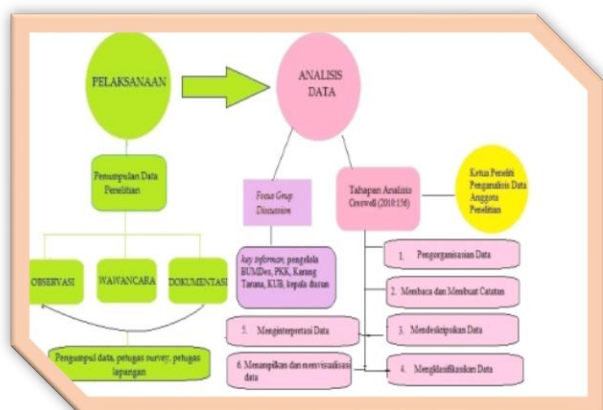 PELAKSANAAN
Penumpulan Data
Penelitian
OBSERVASI
WAWANCARA
DOKUMENTASI
Pengumpul data, petugas survey, petugas
lapangan
ANALISIS
DATA
Focus Grup
Discussion
key informan, pengelola
BUMDes, PKK, Karang
Taruna, KUB, kepala dusun
Tahapan Analisis
Creswell (2010:156)
Ketua Peneliti
Penganalisis Data
Anggota
Penelitian
1. Pengorganisasian Data
2. Membaca dan Membuat Catatan
3. Mendeskripsikan Data
4. Mengklasifikasikan Data
5. Menginterpretasi Data
6. Menampilkan dan menvisualisasi
data